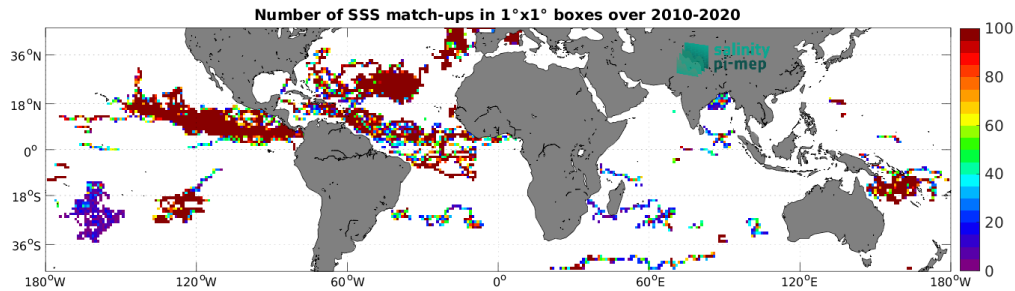 Number of SSS match-ups in 1°x1° boxes over 2010-2020
36°N
18°N
0°
18°S
36°S
180°W 120°W 60°W 0° 60°E 120°E 180°W
salinity
pi-mep
100
80
60
40
20
0